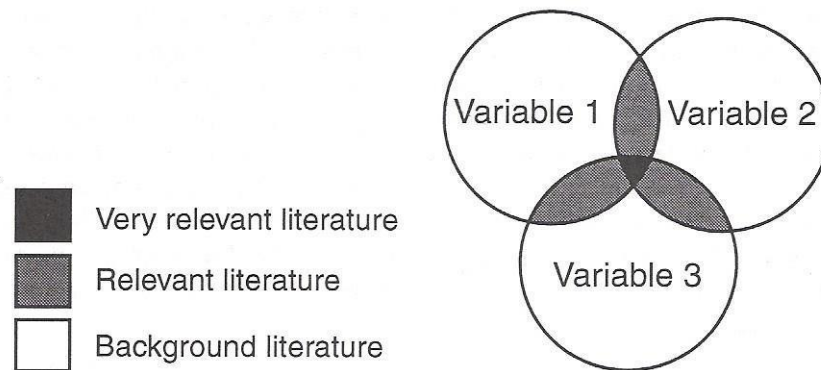 Variable 1
Variable 2
Variable 3
Very relevant literature
Relevant literature
Background literature